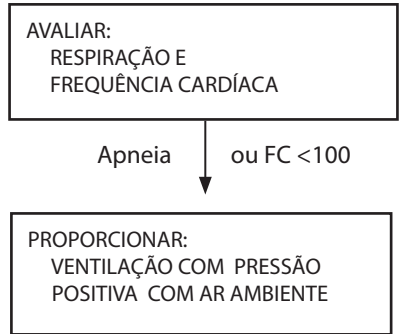 AVALIAR:
RESPIRAÇÃO E
FREQUÊNCIA CARDÍACA
Apneia ou FC <100
PROPORCIONAR:
VENTILAÇÃO COM PRESSÃO
POSITIVA COM AR AMBIENTE